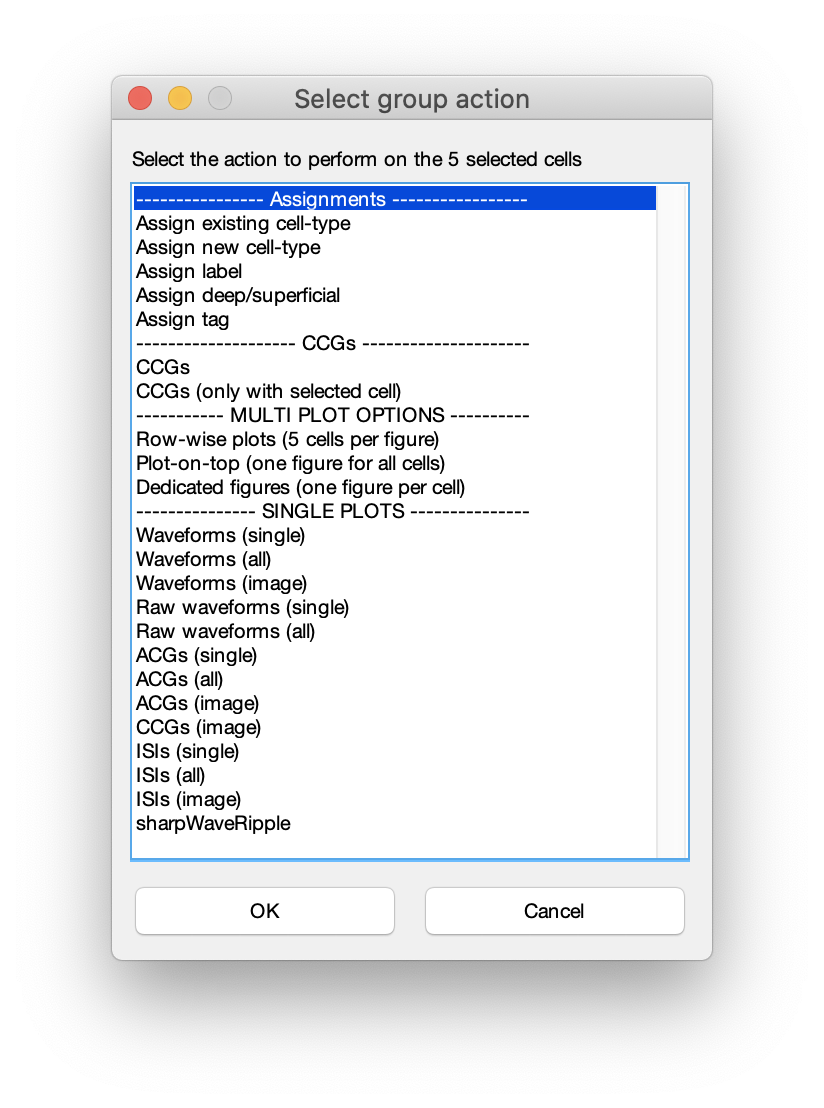 Select group action
Select the action to perform on the 5 selected cells
---------------- Assignments -----------------
Assign existing cell-type
Assign new cell-type
Assign label
Assign deep/superficial
Assign tag
-------------------- CCGs ---------------------
CCGs
CCGs (only with selected cell)
----------- MULTI PLOT OPTIONS ----------
Row-wise plots (5 cells per figure)
Plot-on-top (one figure for all cells)
Dedicated figures (one figure per cell)
--------------- SINGLE PLOTS ---------------
Waveforms (single)
Waveforms (all)
Waveforms (image)
Raw waveforms (single)
Raw waveforms (all)
ACGs (single)
ACGs (all)
ACGs (image)
CCGs (image)
ISIs (single)
ISIs (all)
ISIs (image)
sharpWaveRipple
OK Cancel